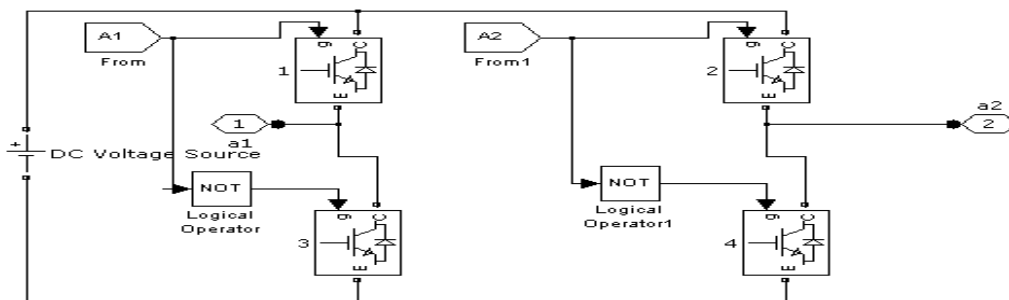 A1
From
g
C
1
E
A2
From1
g
C
2
E
1
a1
a2
2
+
DC Voltage Source
NOT
Logical
Operator
g
C
3
E
NOT
Logical
Operator1
g
C
4
E